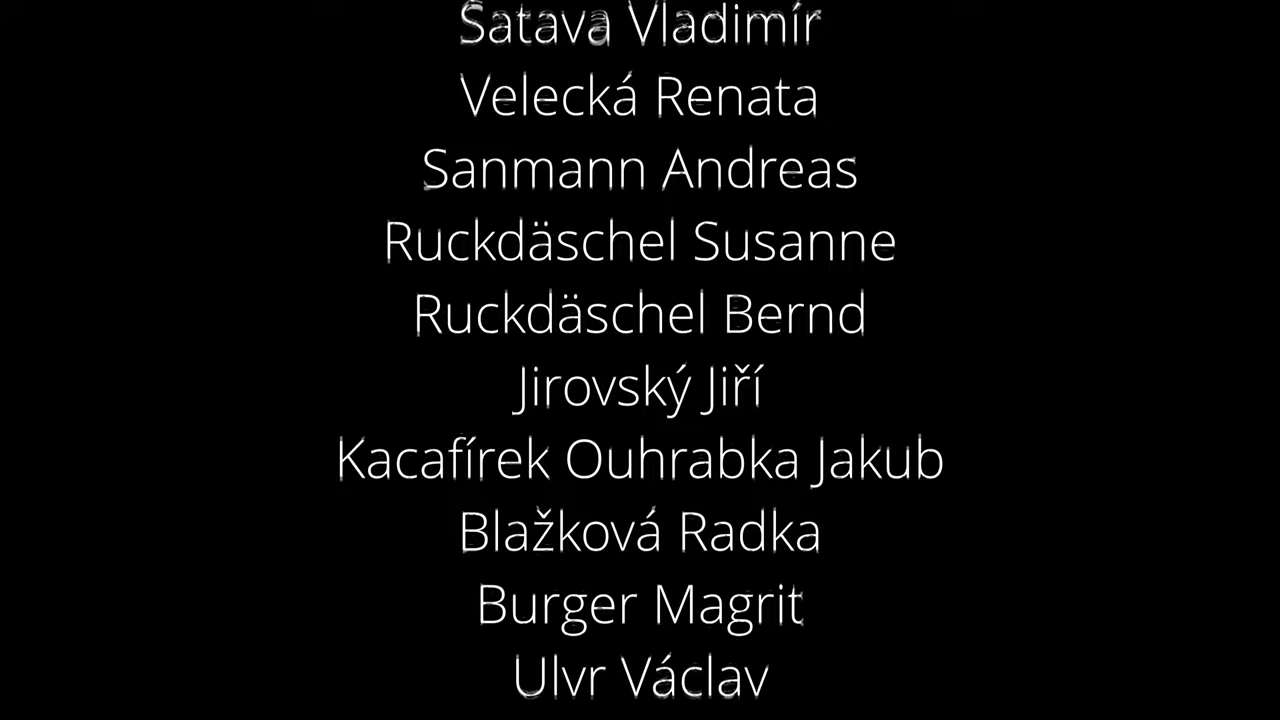 Šatava Vladimír
Velecká Renata
Sanmann Andreas
Ruckdäschel Susanne
Ruckdäschel Bernd
Jirovský Jiří
Kacafírek Ouhrabka Jakub
Blažková Radka
Burger Magrit
Ulvr Václav